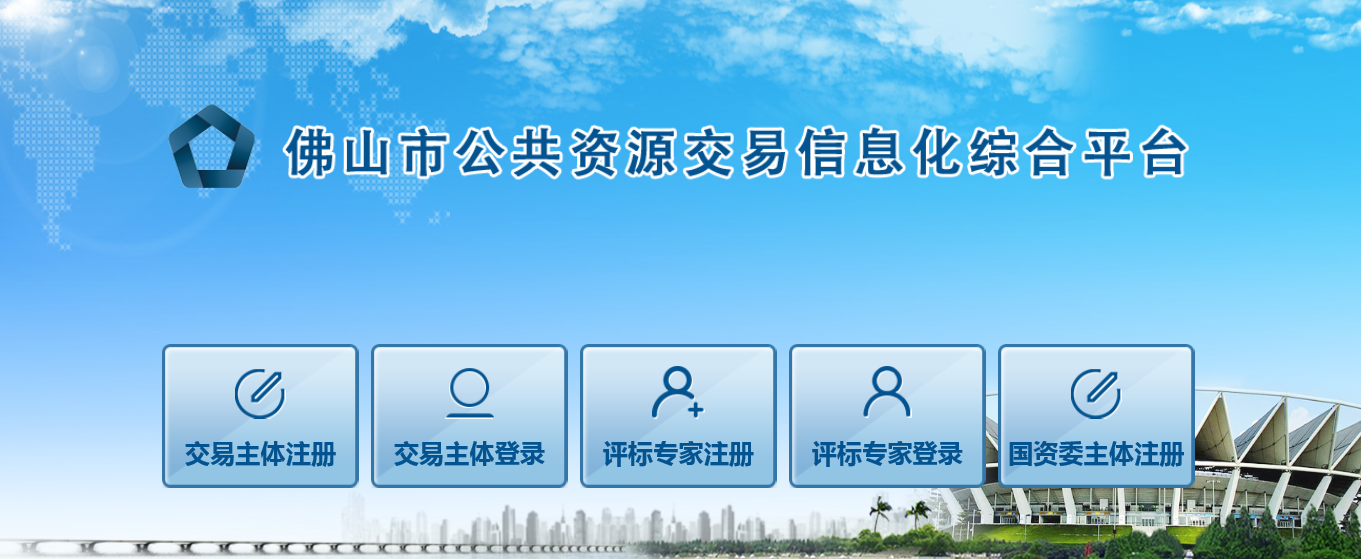 佛山市公共资源交易信息化综合平台
交易主体注册
交易主体登录
评标专家注册
评标专家登录
国资委主体注册